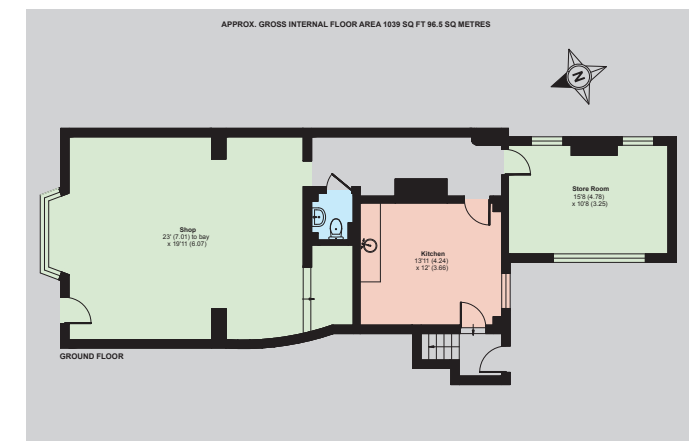 APPROX. GROSS INTERNAL FLOOR AREA 1039 SQ FT 96.5 SQ METRES
N
Store Room
15'8 (4.78)
x 10'8 (3.25)
Shop
23' (7.01) to bay
x 19'11 (6.07)
Kitchen
13'11 (4.24)
x 12' (3.66)
GROUND FLOOR